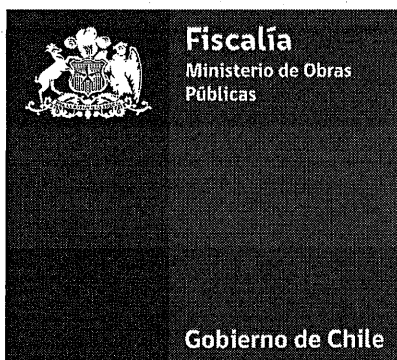 Fiscalía
Ministerio de Obras
Públicas
Gobierno de Chile